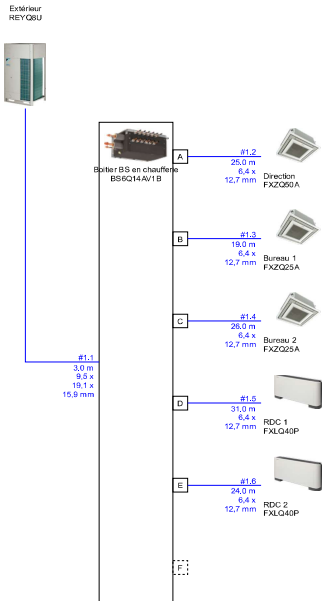 Extérieur
REYQ8U
Boitier BS en chaufferie
BS6Q14AV1B
#1.1
3,0 m
9,5 x
19,1 x
15,9 mm
A
#1.2
25,0 m
6,4 x
12,7 mm
Direction
FXZQ50A
B
#1.3
19,0 m
6,4 x
12,7 mm
Bureau 1
FXZQ25A
C
#1.4
26,0 m
6,4 x
12,7 mm
Bureau 2
FXZQ25A
D
#1.5
31,0 m
6,4 x
12,7 mm
RDC 1
FXLQ40P
E
#1.6
24,0 m
6,4 x
12,7 mm
RDC 2
FXLQ40P
F